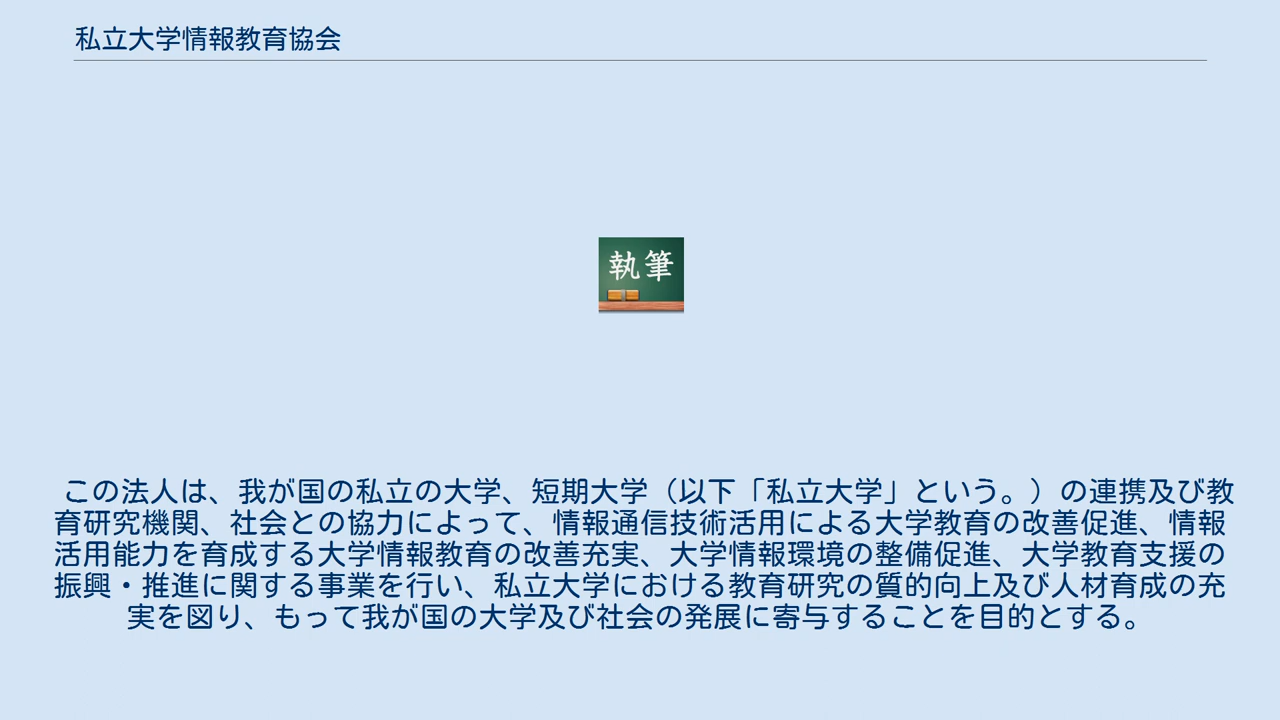 私立大学情報教育協会
執筆
この法人は、我が国の私立の大学、短期大学（以下「私立大学」という。）の連携及び教
育研究機関、社会との協力によって、情報通信技術活用による大学教育の改善促進、情報
活用能力を育成する大学情報教育の改善充実、大学情報環境の整備促進、大学教育支援の
振興・推進に関する事業を行い、私立大学における教育研究の質的向上及び人材育成の充
実を図り、もって我が国の大学及び社会の発展に寄与することを目的とする。